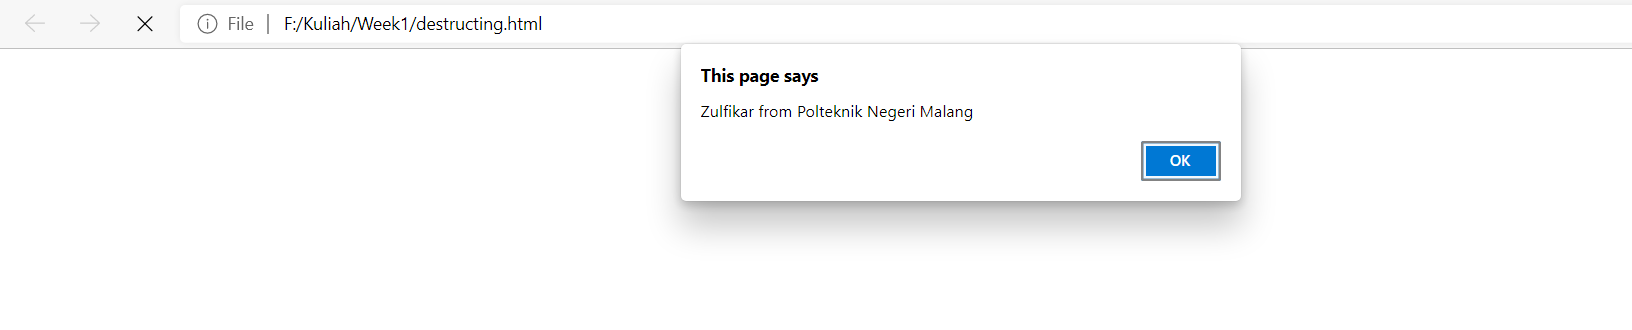 File | F:/Kuliah/Week1/destructing.html
This page says
Zulfikar from Polteknik Negeri Malang
OK